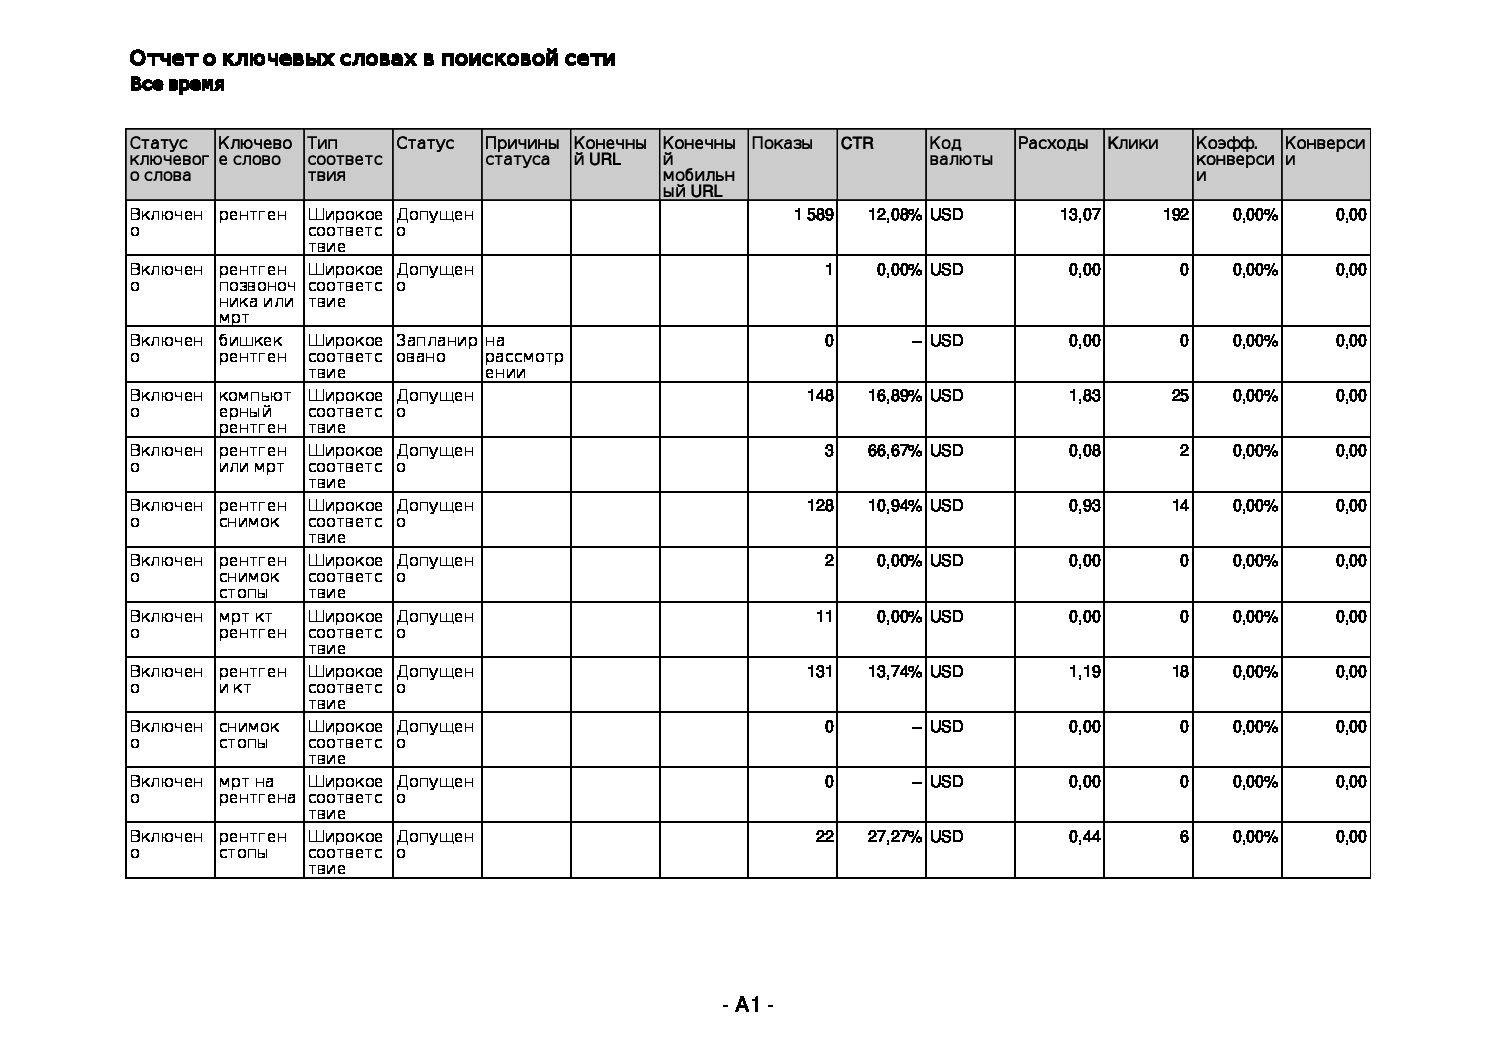 Отчет о ключевых словах в поисковой сети
Все время
Статус ключевого слова Ключевое слово Тип соответствия Статус Причины статуса Конечный URL Конечный мобильный URL Показы CTR Код валюты Расходы Клики Коэфф. конверсии Конверсии
Включено рентген Широкое соответствие Допущено 1 589 12,08% USD 13,07 192 0,00% 0,00
Включено рентген позвоночника или мрт Широкое соответствие Допущено 1 0,00% USD 0,00 0 0,00% 0,00
Включено бишкек рентген Широкое соответствие Запланировано на рассмотрении 0 – USD 0,00 0 0,00% 0,00
Включено компьютерный рентген Широкое соответствие Допущено 148 16,89% USD 1,83 25 0,00% 0,00
Включено рентген или мрт Широкое соответствие Допущено 3 66,67% USD 0,08 2 0,00% 0,00
Включено рентген снимок Широкое соответствие Допущено 128 10,94% USD 0,93 14 0,00% 0,00
Включено рентген снимок стопы Широкое соответствие Допущено 2 0,00% USD 0,00 0 0,00% 0,00
Включено мрт кт рентген Широкое соответствие Допущено 11 0,00% USD 0,00 0 0,00% 0,00
Включено рентген и кт Широкое соответствие Допущено 131 13,74% USD 1,19 18 0,00% 0,00
Включено снимок стопы Широкое соответствие Допущено 0 – USD 0,00 0 0,00% 0,00
Включено мрт на рентгена Широкое соответствие Допущено 0 – USD 0,00 0 0,00% 0,00
Включено рентген стопы Широкое соответствие Допущено 22 27,27% USD 0,44 6 0,00% 0,00
- A1 -